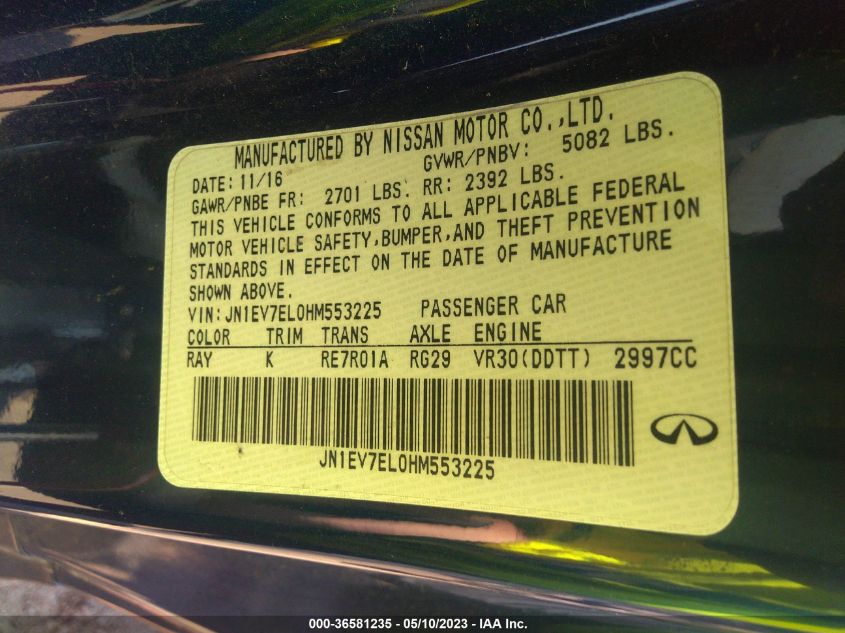 MANUFACTURED BY NISSAN MOTOR CO.,LTD.
DATE: 11/16 GVWR/PNBV: 5082 LBS.
GAWR/PNBE FR: 2701 LBS. RR: 2392 LBS.
THIS VEHICLE CONFORMS TO ALL APPLICABLE FEDERAL
MOTOR VEHICLE SAFETY,BUMPER,AND THEFT PREVENTION
STANDARDS IN EFFECT ON THE DATE OF MANUFACTURE
SHOWN ABOVE.
VIN:JN1EV7EL0HM553225 PASSENGER CAR
COLOR TRIM TRANS AXLE ENGINE
RAY K RE7R01A RG29 VR30(DDTT) 2997CC
JN1EV7EL0HM553225
000-36581235 - 05/10/2023 - IAA Inc.